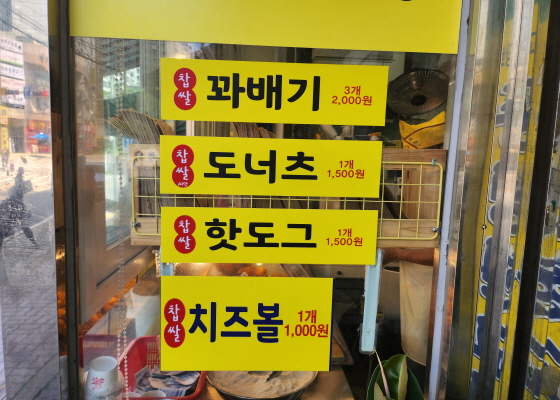 찹쌀 꽈배기 3개
2,000원
찹쌀 도너츠 1개
1,500원
찹쌀 핫도그 1개
1,500원
찹쌀 치즈볼 1개
1,000원